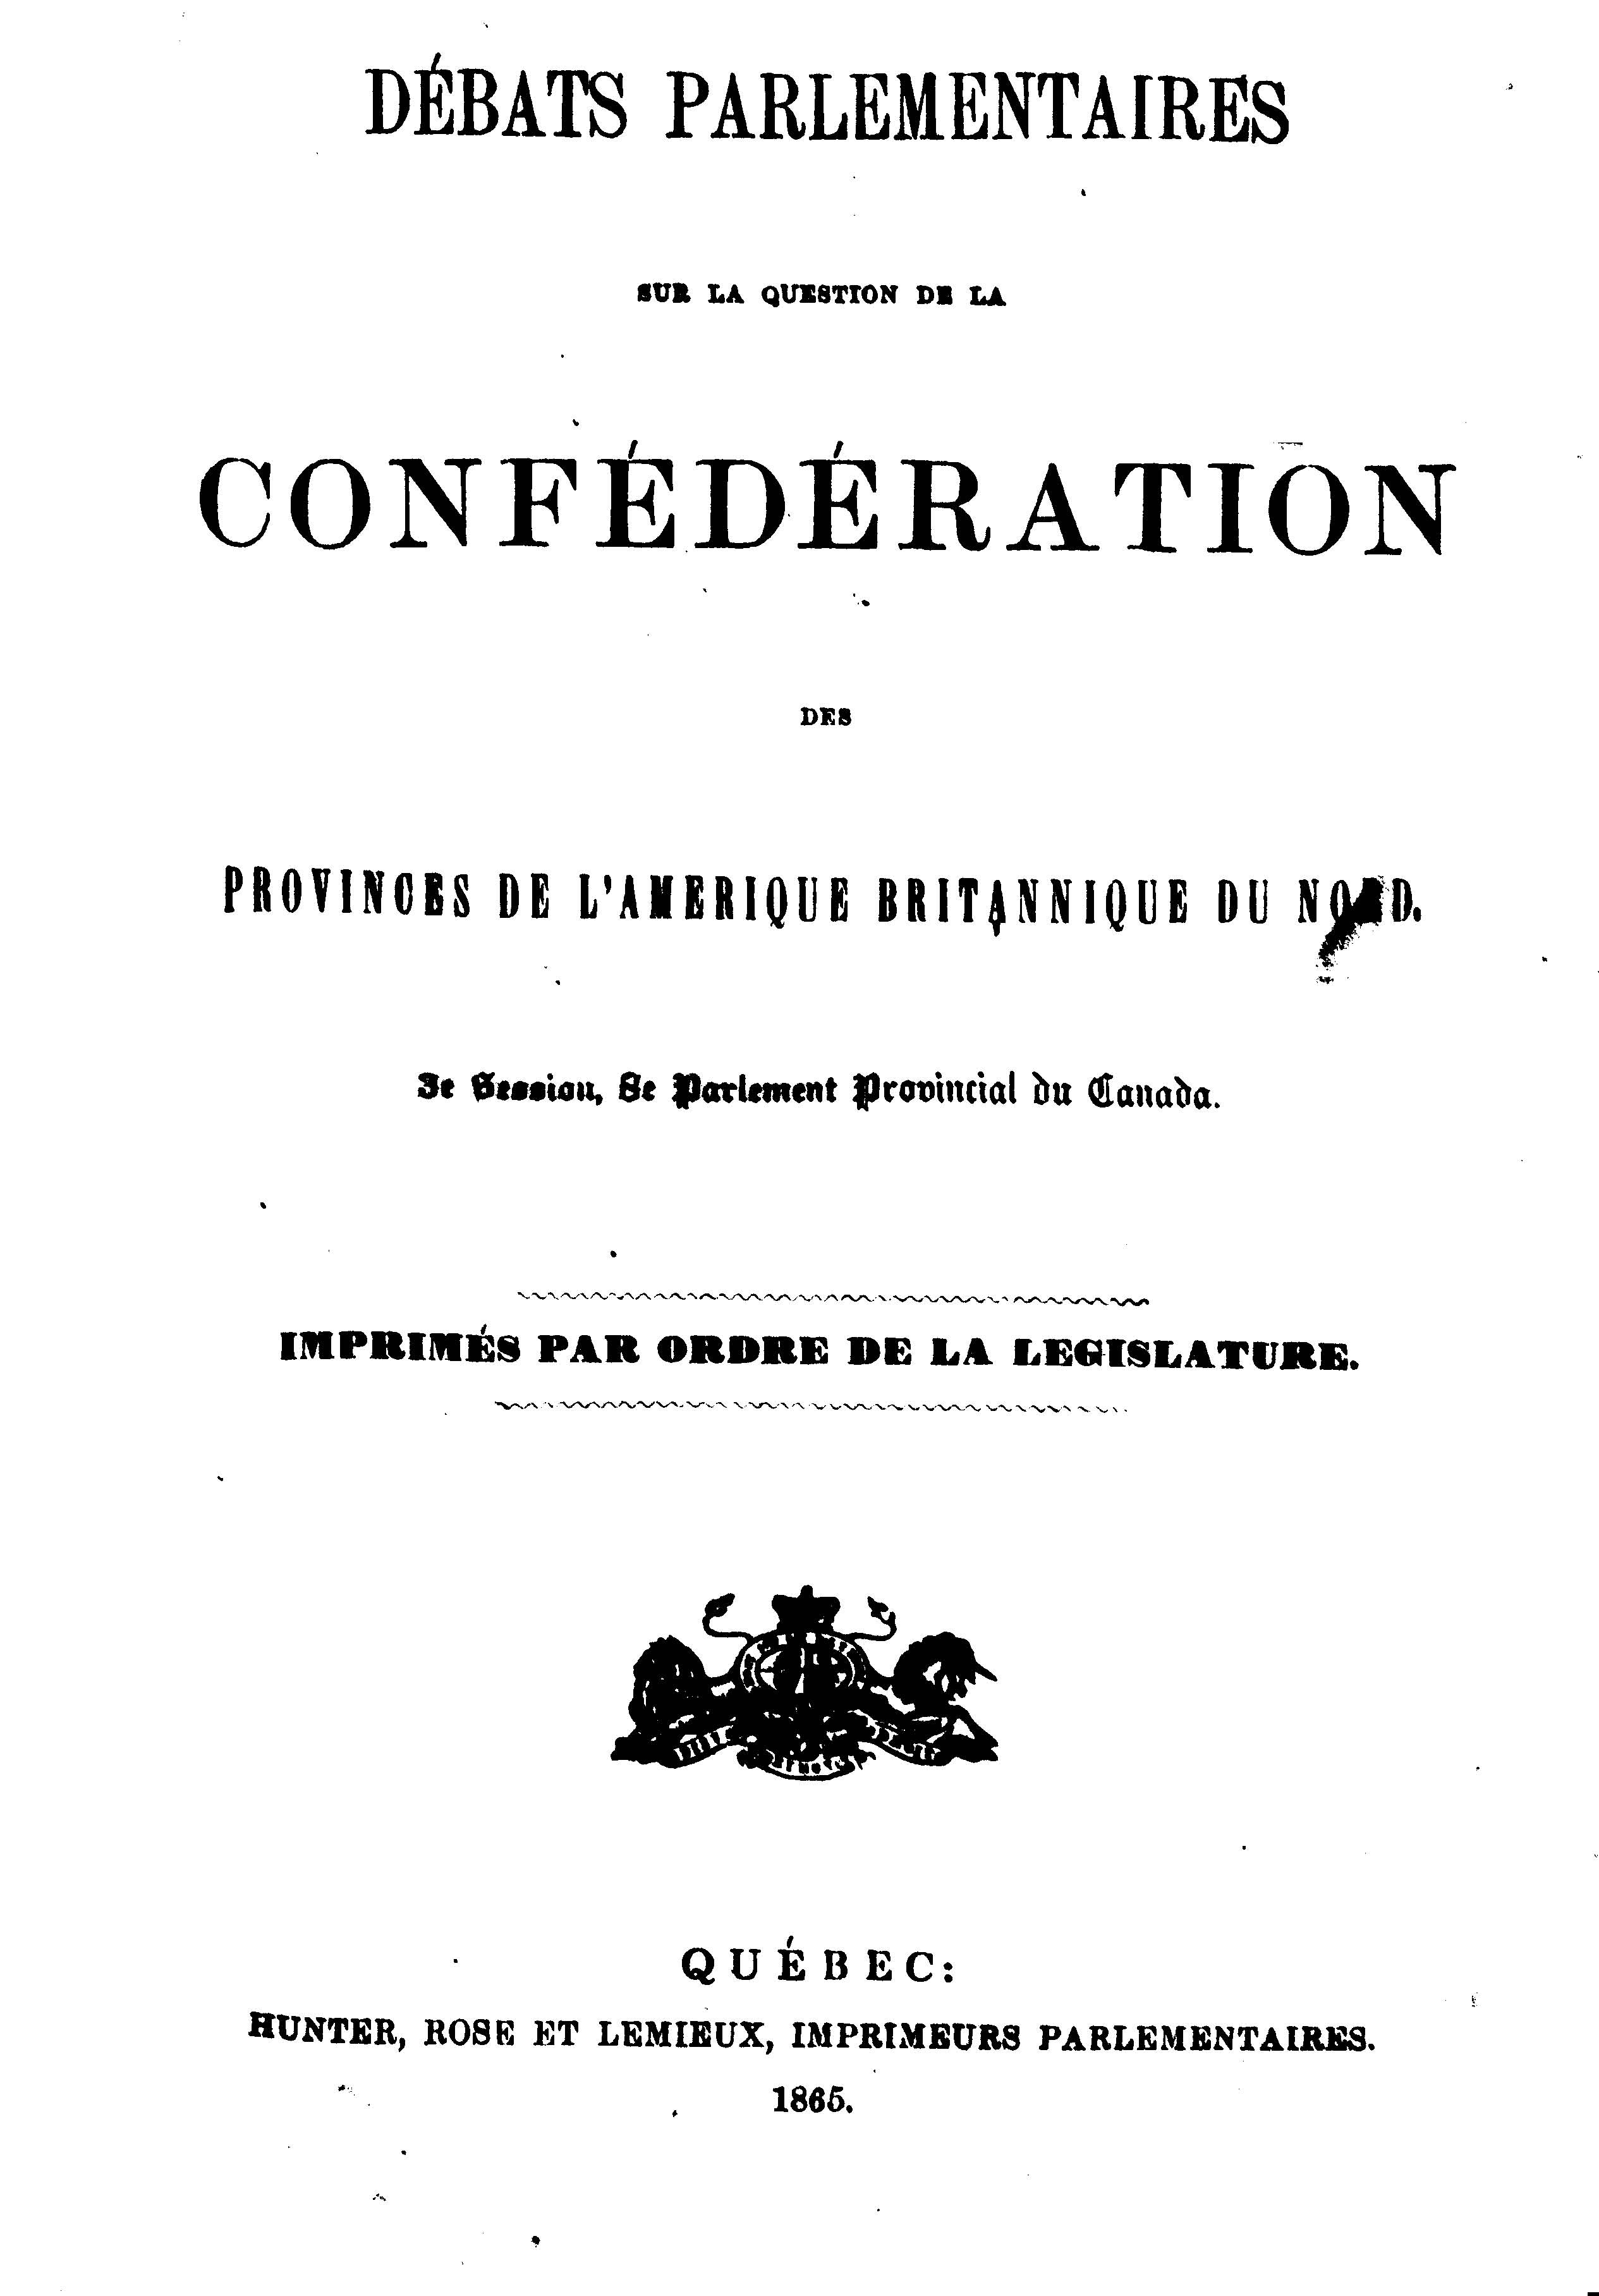 DÉBATS PARLEMENTAIRES
SUR LA QUESTION DE LA
CONFÉDÉRATION
DES
PROVINCES DE L'AMERIQUE BRITANNIQUE DU NORD.
3e Session, 8e Parlement Provincial du Canada.
IMPRIMÉS PAR ORDRE DE LA LEGISLATURE.
QUÉBEC:
HUNTER, ROSE ET LEMIEUX, IMPRIMEURS PARLEMENTAIRES.
1865.